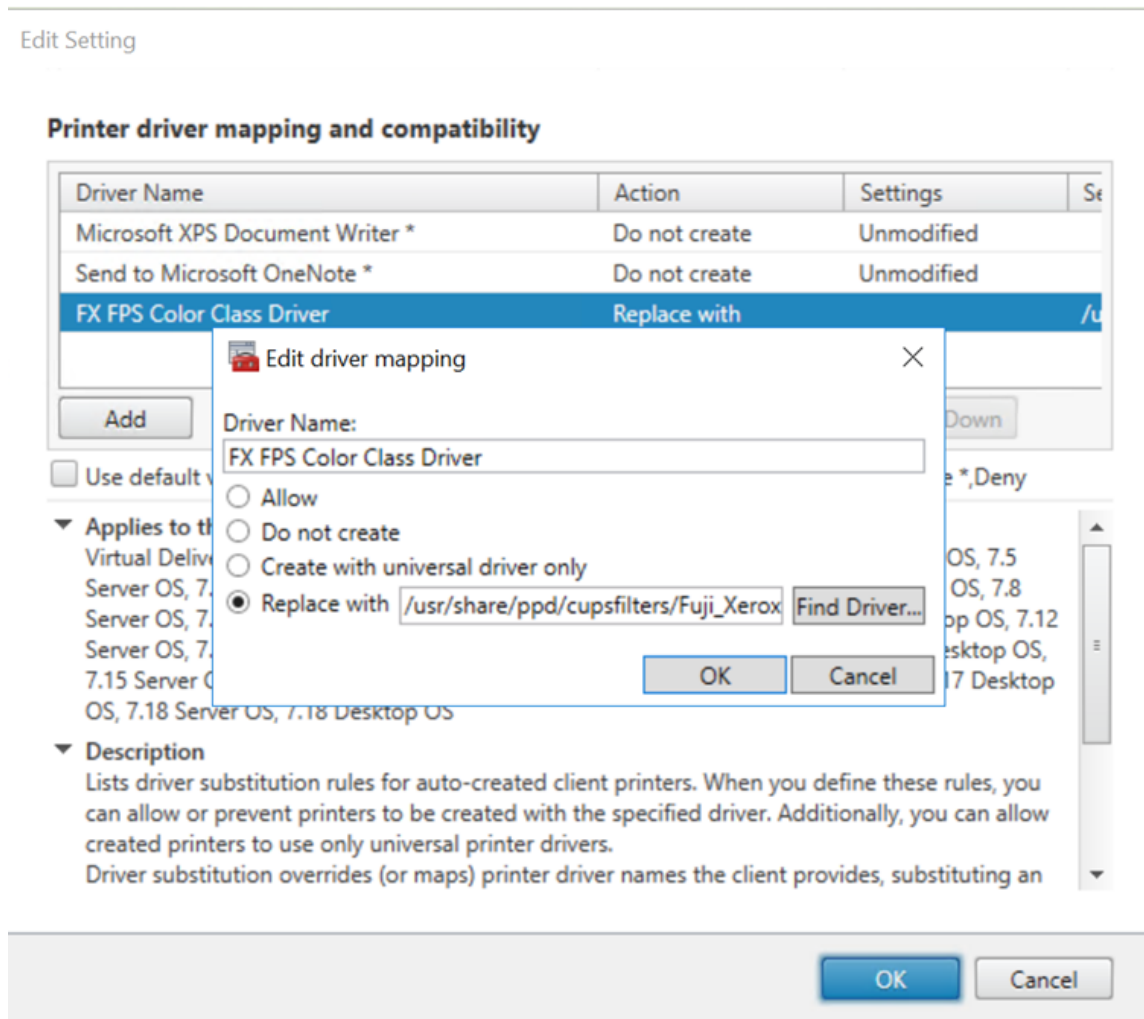 Edit Setting
Printer driver mapping and compatibility
Driver Name Action Settings
Microsoft XPS Document Writer * Do not create Unmodified
Send to Microsoft OneNote * Do not create Unmodified
FX FPS Color Class Driver Replace with /u
Edit driver mapping
Add Down
Driver Name:
FX FPS Color Class Driver
Use default *,Deny
Allow
Applies to
Do not create
Virtual OS, 7.5
Create with universal driver only
Server OS, 7. OS, 7.8
Replace with /usr/share/ppd/cupsfilters/Fuji_Xerox Find Driver...
Server OS, 7. OS, 7.12
Server OS, 7. OS,
OK Cancel
7.15 Server 17 Desktop
OS, 7.18 Server OS, 7.18 Desktop OS
Description
Lists driver substitution rules for auto-created client printers. When you define these rules, you
can allow or prevent printers to be created with the specified driver. Additionally, you can allow
created printers to use only universal printer drivers.
Driver substitution overrides (or maps) printer driver names the client provides, substituting an
OK Cancel